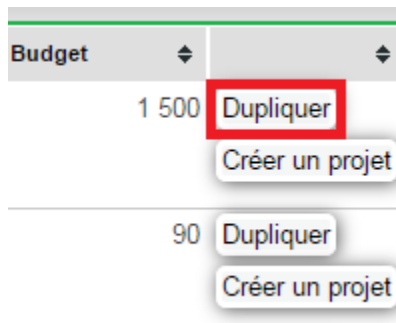 Budget
1 500 Dupliquer
Créer un projet
90 Dupliquer
Créer un projet